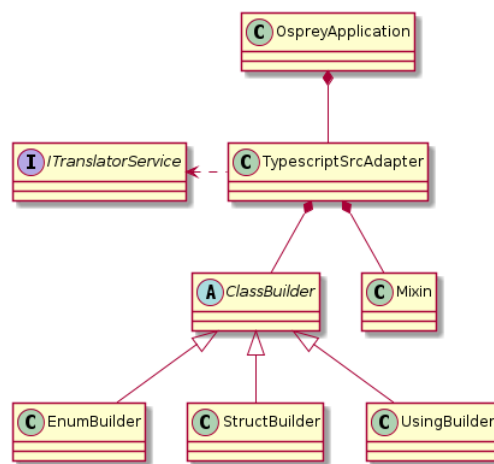 C OspreyApplication
I ITranslatorService
C TypescriptSrcAdapter
A ClassBuilder
C Mixin
C EnumBuilder
C StructBuilder
C UsingBuilder